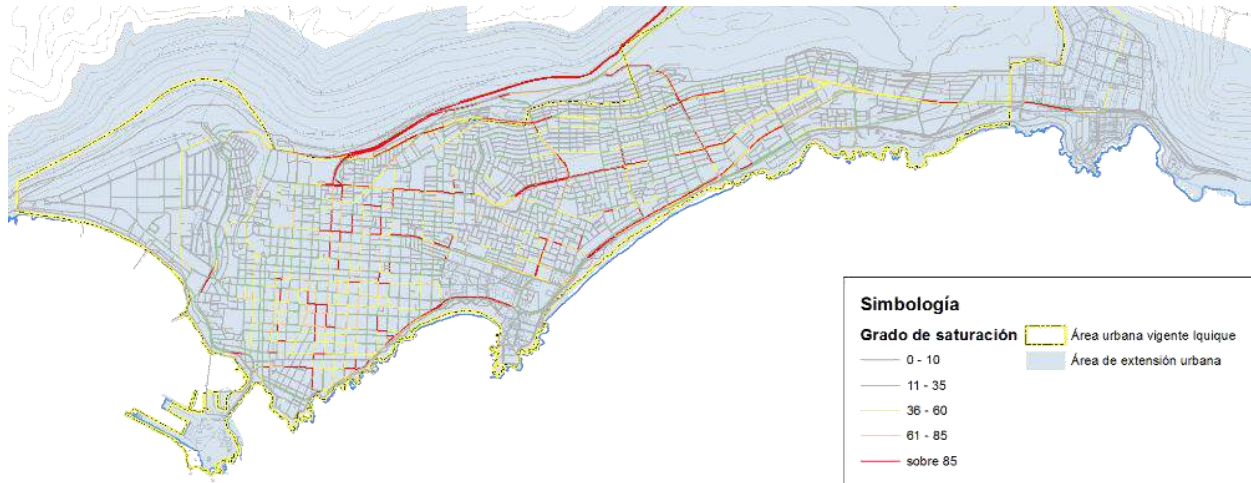 Simbología
Grado de saturación
0 - 10
11 - 35
36 - 60
61 - 85
sobre 85
Área urbana vigente Iquique
Área de extensión urbana